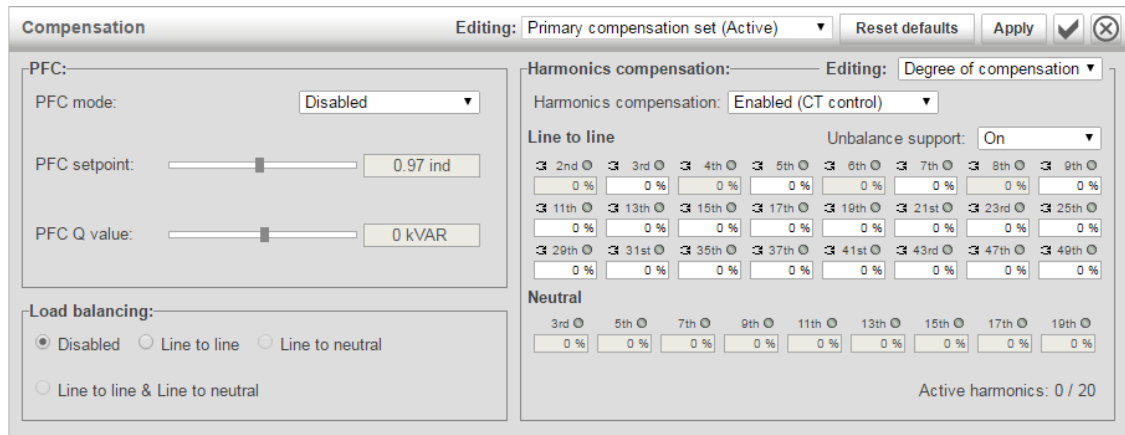 Compensation Editing: Primary compensation set (Active) Reset defaults Apply
PFC:
PFC mode: Disabled
PFC setpoint: 0.97 ind
PFC Q value: 0 kVAR
Load balancing:
Disabled Line to line Line to neutral
Line to line & Line to neutral
Harmonics compensation: Editing: Degree of compensation
Harmonics compensation: Enabled (CT control)
Line to line Unbalance support: On
2nd 3rd 4th 5th 6th 7th 8th 9th
0 % 0 % 0 % 0 % 0 % 0 % 0 % 0 %
11th 13th 15th 17th 19th 21st 23rd 25th
0 % 0 % 0 % 0 % 0 % 0 % 0 % 0 %
29th 31st 35th 37th 41st 43rd 47th 49th
0 % 0 % 0 % 0 % 0 % 0 % 0 % 0 %
Neutral
3rd 5th 7th 9th 11th 13th 15th 17th 19th
0 % 0 % 0 % 0 % 0 % 0 % 0 % 0 % 0 %
Active harmonics: 0 / 20